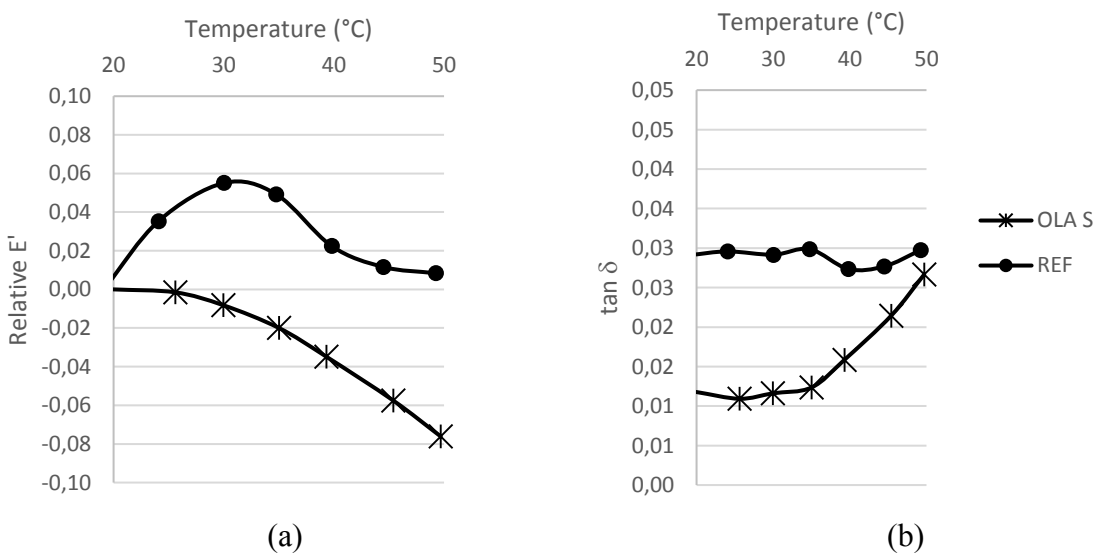 Temperature (°C)
20 30 40 50
0,10
0,08
0,06
0,04
0,02
0,00
-0,02
-0,04
-0,06
-0,08
-0,10
Relative E'
(a)
Temperature (°C)
20 30 40 50
0,05
0,05
0,04
0,04
0,03
0,03
0,02
0,02
0,01
0,01
0,00
tan δ
(b)
OLA S
REF